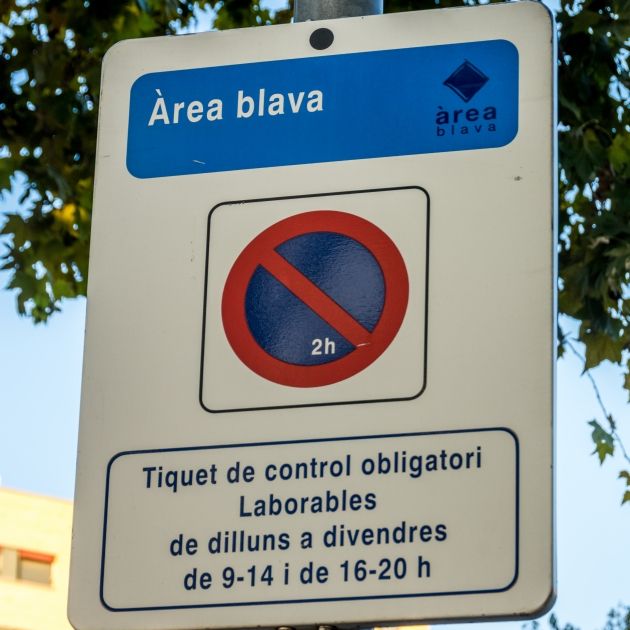 Àrea blava
àrea
blava
2h
Tiquet de control obligatori
Laborables
de dilluns a divendres
de 9-14 i de 16-20 h